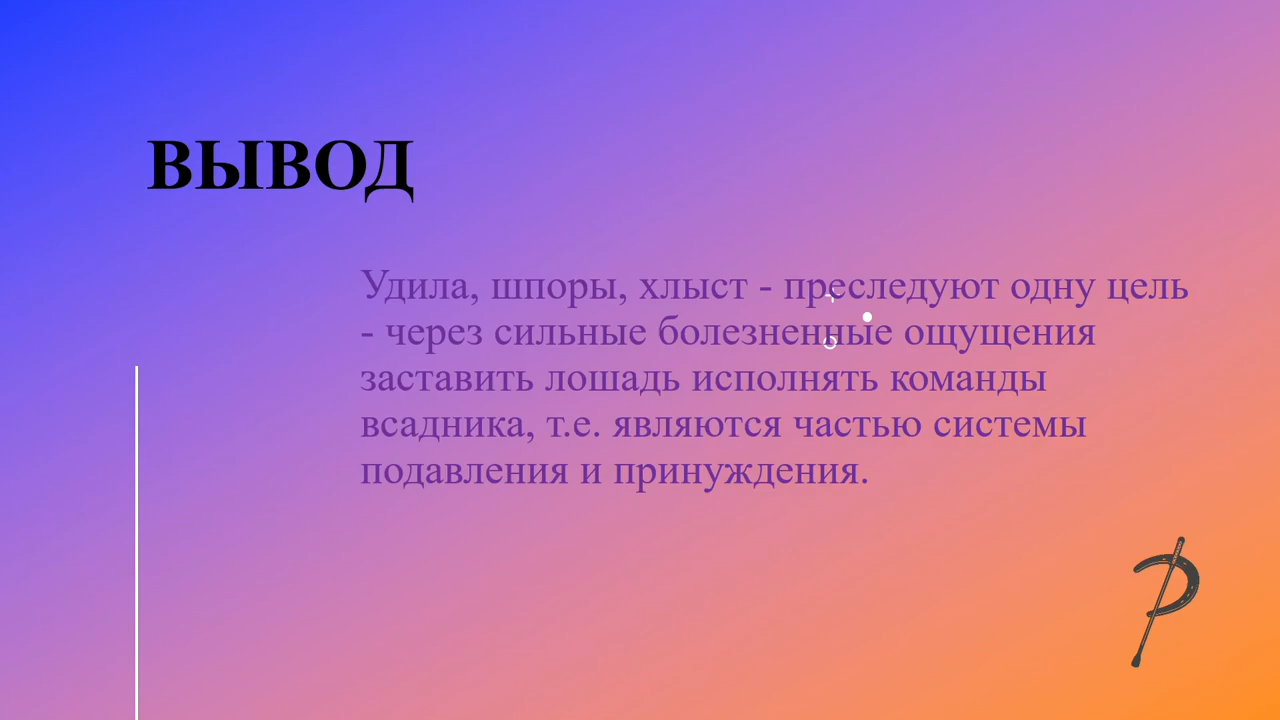 ВЫВОД
Удила, шпоры, хлыст - преследуют одну цель
- через сильные болезненные ощущения
заставить лошадь исполнять команды
всадника, т.е. являются частью системы
подавления и принуждения.